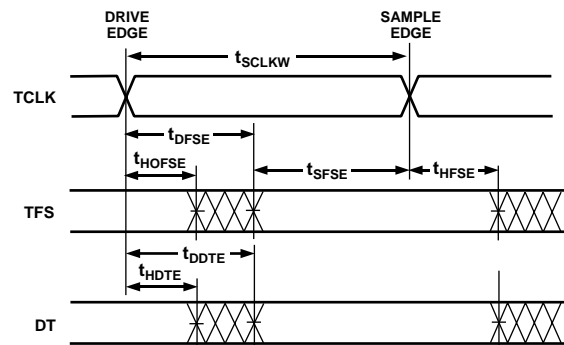 DRIVE
EDGE
SAMPLE
EDGE
tSCLKW
TCLK
tDFSE
tHOFSE
tSFSE
tHFSE
TFS
tDDTE
tHDTE
DT